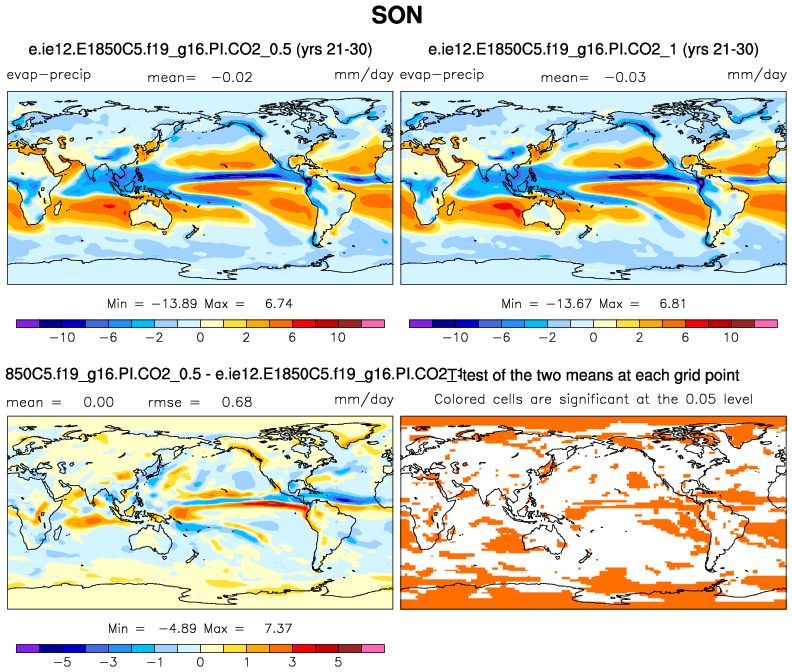 SON
e.ie12.E1850C5.f19_g16.PI.CO2_0.5 (yrs 21-30)
evap-precip mean= -0.02 mm/day
Min = -13.89 Max = 6.74
-10 -6 -2 0 2 6 10
e.ie12.E1850C5.f19_g16.PI.CO2_1 (yrs 21-30)
evap-precip mean= -0.03 mm/day
Min = -13.67 Max = 6.81
-10 -6 -2 0 2 6 10
850C5.f19_g16.PI.CO2_0.5 - e.ie12.E1850C5.f19_g16.PI.CO2_1
mean = 0.00 rmse = 0.68 mm/day
Min = -4.89 Max = 7.37
-5 -3 -1 0 1 3 5
T-test of the two means at each grid point
Colored cells are significant at the 0.05 level